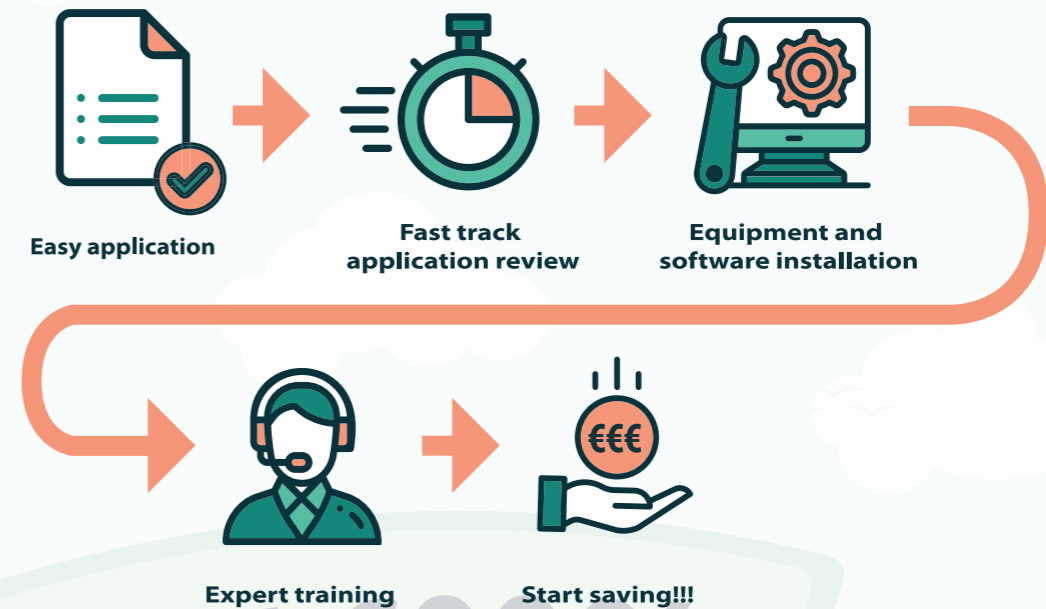 Easy application
Fast track
application review
Equipment and
software installation
€€€
Expert training
Start saving!!!